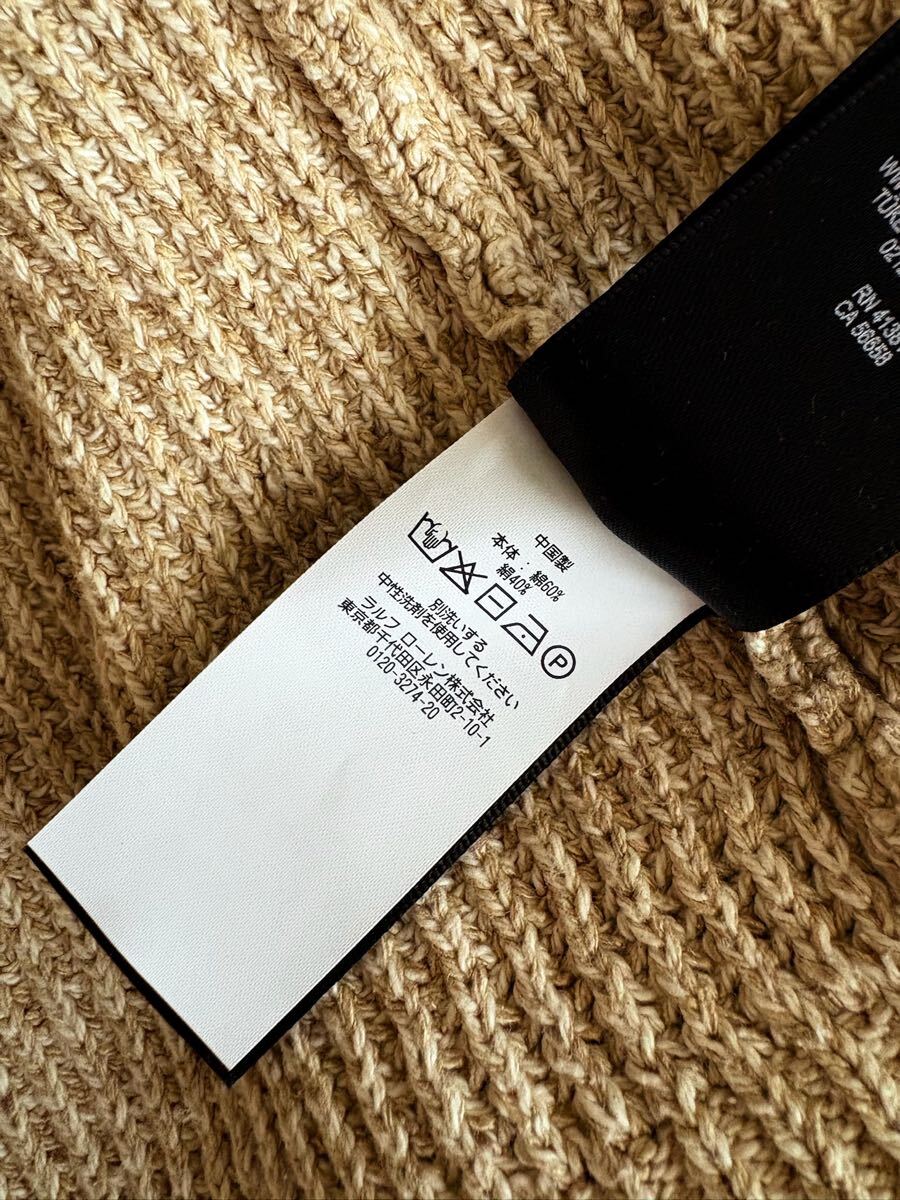 中国製
本体： 綿60%
絹40%
P
別洗いする
中性洗剤を使用してください
ラルフ ローレン株式会社
東京都千代田区永田町2-10-1
0120-3274-20
RN 41381
CA 56658